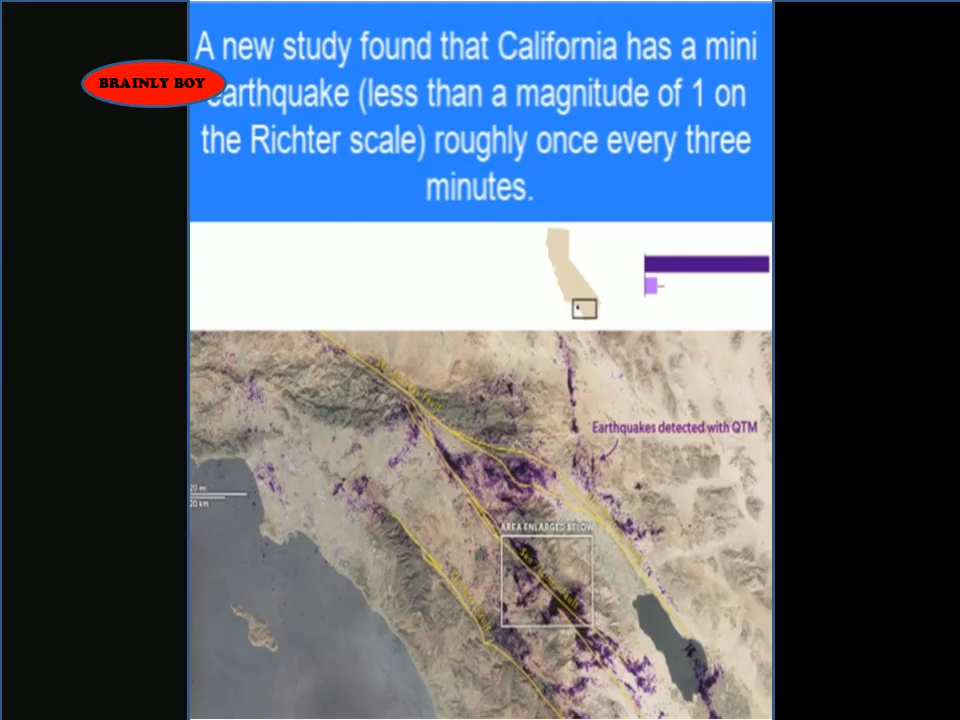 A new study found that California has a mini
BRAINLY BOY
earthquake (less than a magnitude of 1 on
the Richter scale) roughly once every three
minutes.
Earthquakes detected with QTM
20 mi
20 km
AREA ENLARGED BELOW